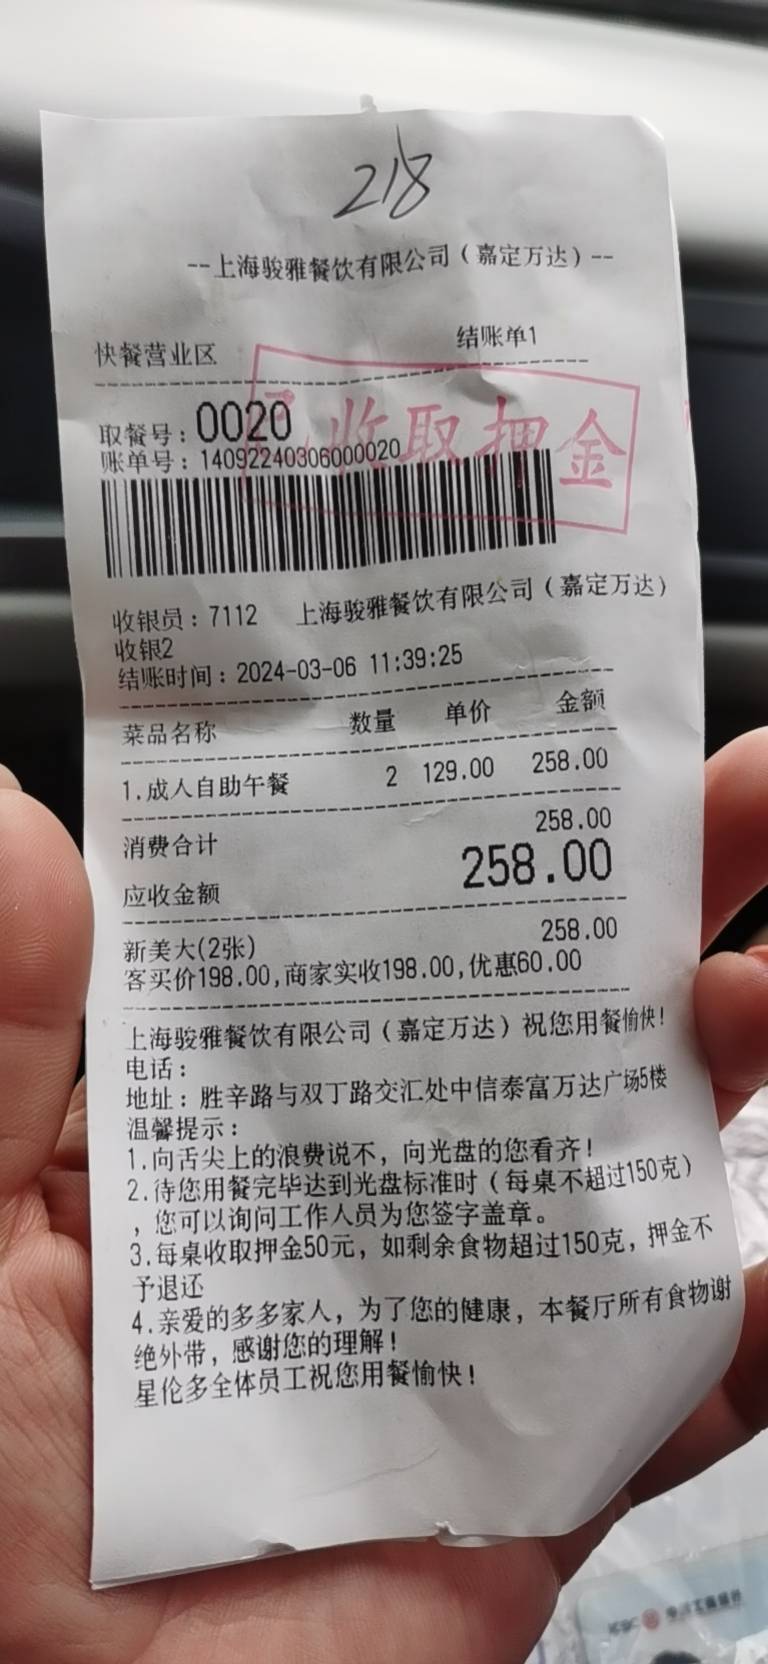 218
--上海骏雅餐饮有限公司（嘉定万达）--
快餐营业区 结账单1
已收取押金
取餐号：0020
账单号：14092240306000020
收银员：7112 上海骏雅餐饮有限公司（嘉定万达）
收银2
结账时间：2024-03-06 11:39:25
菜品名称 数量 单价 金额
1.成人自助午餐 2 129.00 258.00
消费合计 258.00
应收金额 258.00
新美大(2张) 258.00
客买价198.00,商家实收198.00,优惠60.00
上海骏雅餐饮有限公司（嘉定万达）祝您用餐愉快！
电话：
地址：胜辛路与双丁路交汇处中信泰富万达广场5楼
温馨提示：
1.向舌尖上的浪费说不，向光盘的您看齐！
2.待您用餐完毕达到光盘标准时（每桌不超过150克）
，您可以询问工作人员为您签字盖章。
3.每桌收取押金50元，如剩余食物超过150克，押金不
予退还
4.亲爱的多多家人，为了您的健康，本餐厅所有食物谢
绝外带，感谢您的理解！
星伦多全体员工祝您用餐愉快！